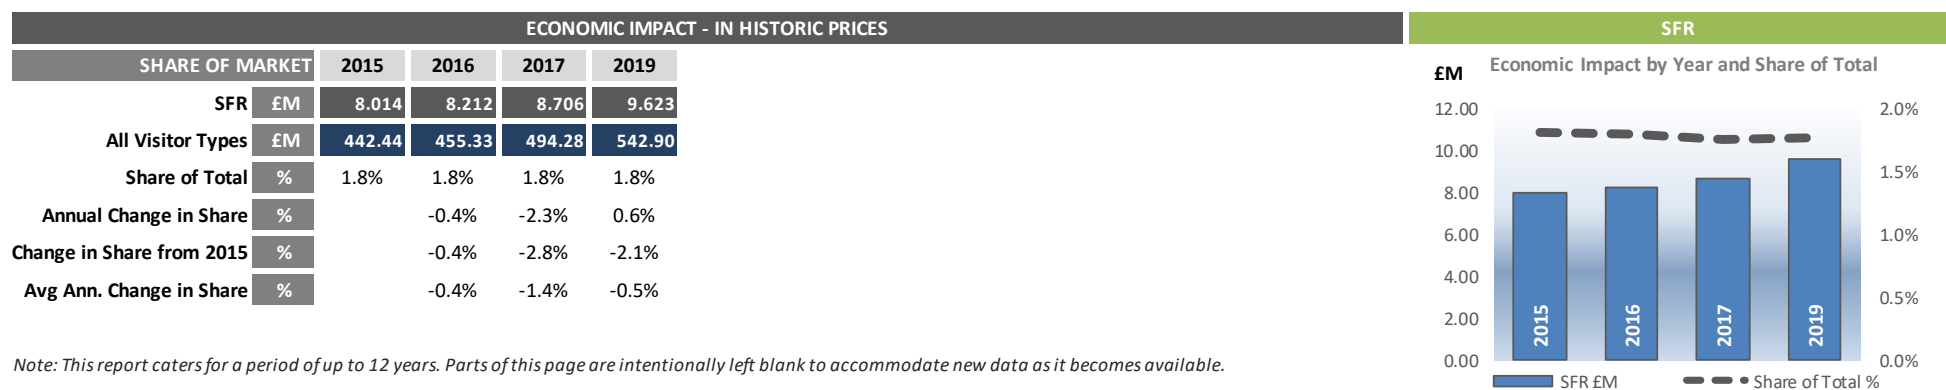 ECONOMIC IMPACT - IN HISTORIC PRICES
SHARE OF MARKET 2015 2016 2017 2019
SFR £M 8.014 8.212 8.706 9.623
All Visitor Types £M 442.44 455.33 494.28 542.90
Share of Total % 1.8% 1.8% 1.8% 1.8%
Annual Change in Share % -0.4% -2.3% 0.6%
Change in Share from 2015 % -0.4% -2.8% -2.1%
Avg Ann. Change in Share % -0.4% -1.4% -0.5%
Note: This report caters for a period of up to 12 years. Parts of this page are intentionally left blank to accommodate new data as it becomes available.
SFR
Economic Impact by Year and Share of Total
£M
12.00
10.00
8.00
6.00
4.00
2.00
0.00
2015
2016
2017
2019
2.0%
1.5%
1.0%
0.5%
0.0%
SFR £M
Share of Total %